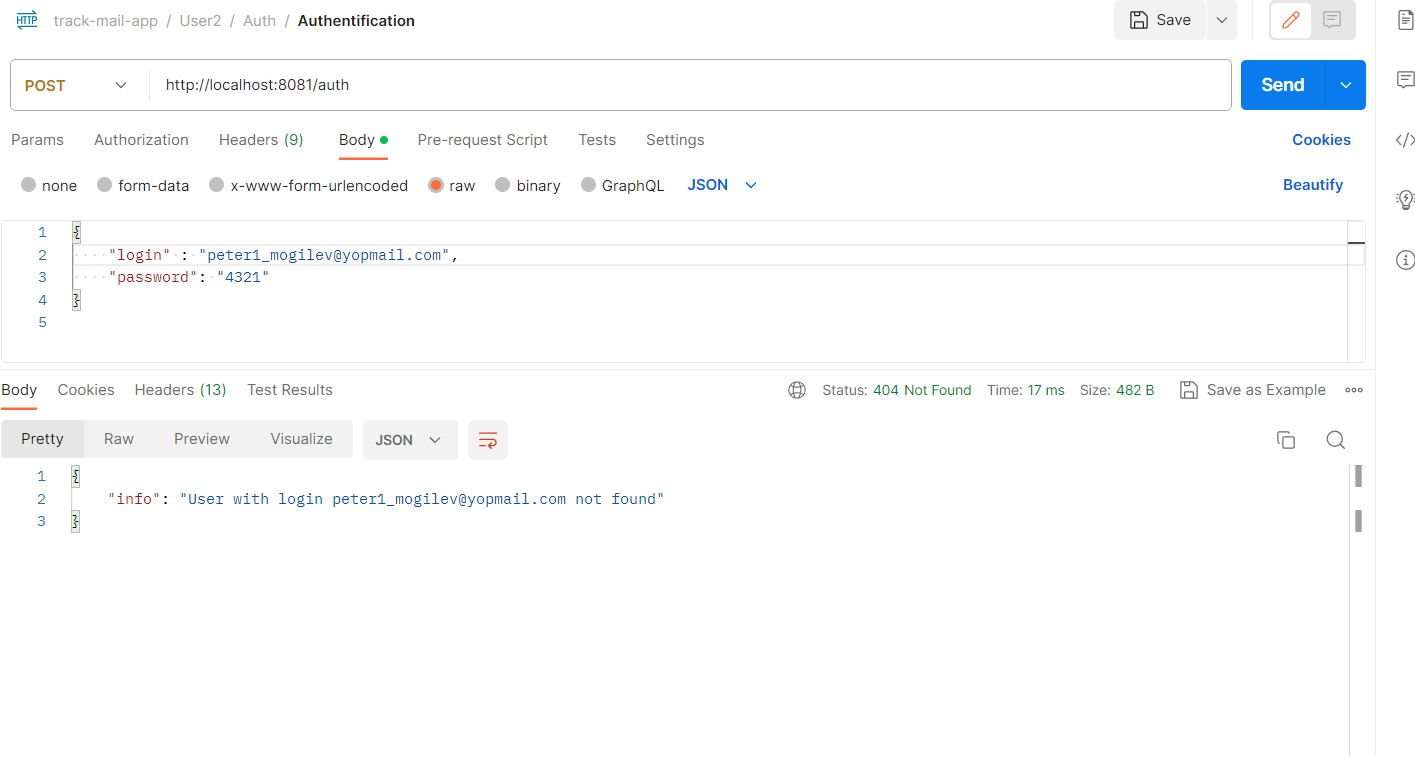 HTTP track-mail-app / User2 / Auth / Authentification Save
POST http://localhost:8081/auth Send
Params Authorization Headers (9) Body Pre-request Script Tests Settings Cookies
none form-data x-www-form-urlencoded raw binary GraphQL JSON Beautify
1 {
2 ····"login"·:·"peter1_mogilev@yopmail.com",
3 ····"password":·"4321"
4 }
5
Body Cookies Headers (13) Test Results Status: 404 Not Found Time: 17 ms Size: 482 B Save as Example
Pretty Raw Preview Visualize JSON
1 {
2 "info": "User with login peter1_mogilev@yopmail.com not found"
3 }